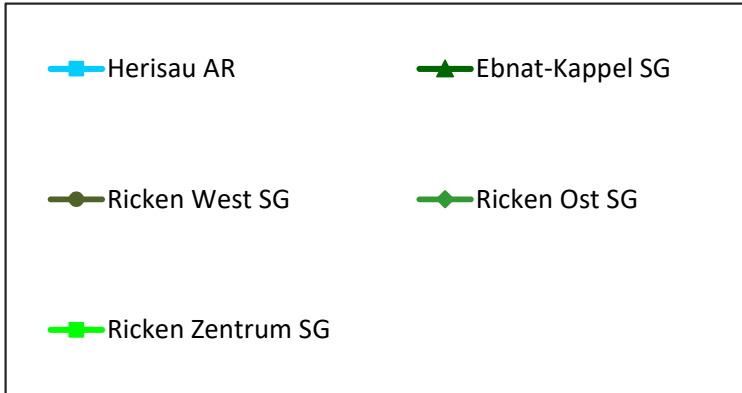 Herisau AR
Ebnat-Kappel SG
Ricken West SG
Ricken Ost SG
Ricken Zentrum SG